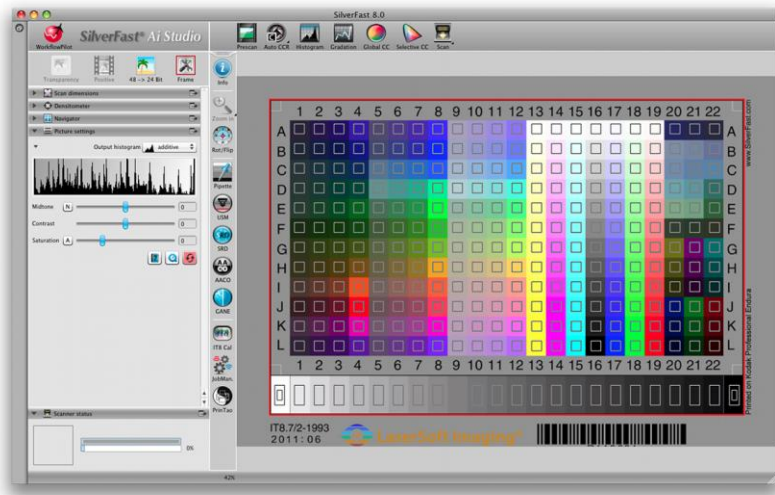 SilverFast 8.0
WorkflowPilot
SilverFast® Ai Studio
Prescan Auto CCR Histogram Gradation Global CC Selective CC Scan
Transparency Positive 48 -> 24 Bit Frame
Scan dimensions
Densitometer
Navigator
Picture settings
Output histogram additive
Midtone N 0
Contrast 0
Saturation A 0
Scanner status
0%
Info
Zoom in
Rot/Flip
Pipette
USM
SRD
AACO
GANE
IT8 Cal
JobMan.
PrinTao
1 2 3 4 5 6 7 8 9 10 11 12 13 14 15 16 17 18 19 20 21 22
A A
B B
C C
D D
E E
F F
G G
H H
I I
J J
K K
L L
1 2 3 4 5 6 7 8 9 10 11 12 13 14 15 16 17 18 19 20 21 22
www.SilverFast.com
Printed on Kodak Professional Endura
IT8.7/2-1993
2011:06
LaserSoft Imaging®
42%